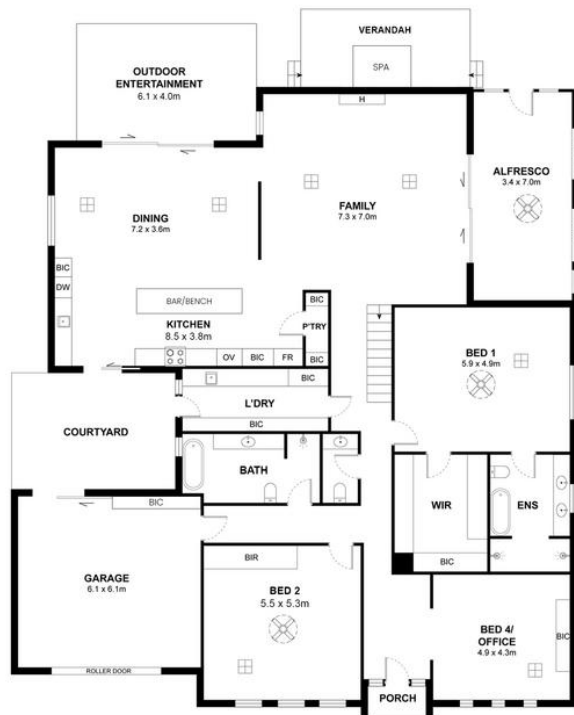 VERANDAH
SPA
OUTDOOR
ENTERTAINMENT
6.1 x 4.0m
H
ALFRESCO
3.4 x 7.0m
FAMILY
7.3 x 7.0m
DINING
7.2 x 3.6m
BIC
DW
BAR/BENCH
KITCHEN
8.5 x 3.8m
BIC
P'TRY
BIC
OV
BIC
FR
BED 1
5.9 x 4.9m
BIC
L'DRY
BIC
COURTYARD
BATH
WIR
ENS
BIC
BIC
GARAGE
6.1 x 6.1m
ROLLER DOOR
BIR
BED 2
5.5 x 5.3m
BED 4/
OFFICE
4.9 x 4.3m
BIC
PORCH